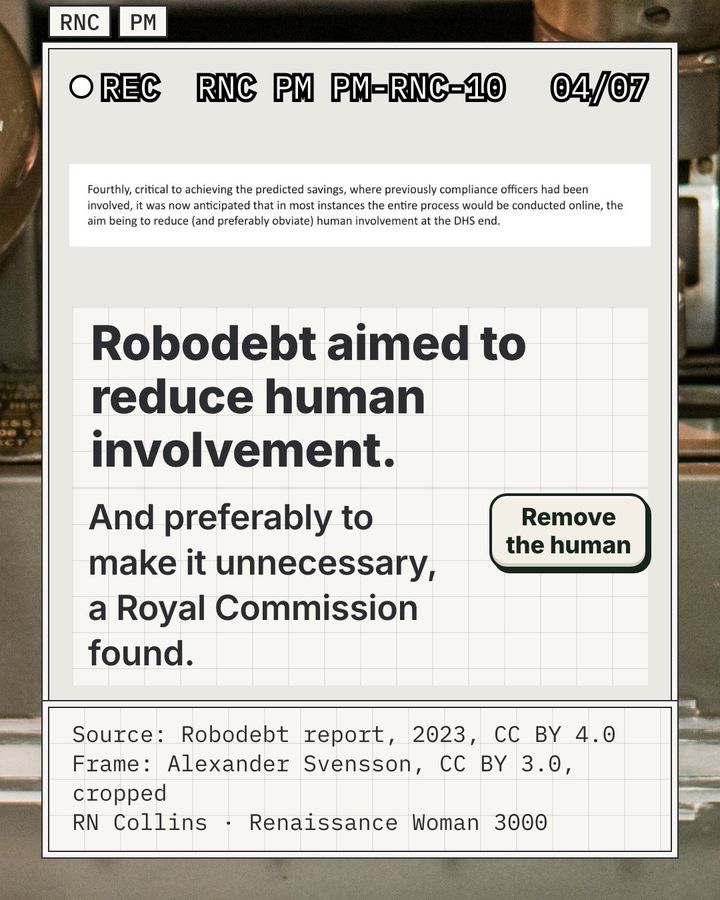 RNC PM
REC RNC PM PM-RNC-10 04/07
Fourthly, critical to achieving the predicted savings, where previously compliance officers had been
involved, it was now anticipated that in most instances the entire process would be conducted online, the
aim being to reduce (and preferably obviate) human involvement at the DHS end.
Robodebt aimed to
reduce human
involvement.
And preferably to
make it unnecessary,
a Royal Commission
found.
Remove
the human
Source: Robodebt report, 2023, CC BY 4.0
Frame: Alexander Svensson, CC BY 3.0,
cropped
RN Collins · Renaissance Woman 3000